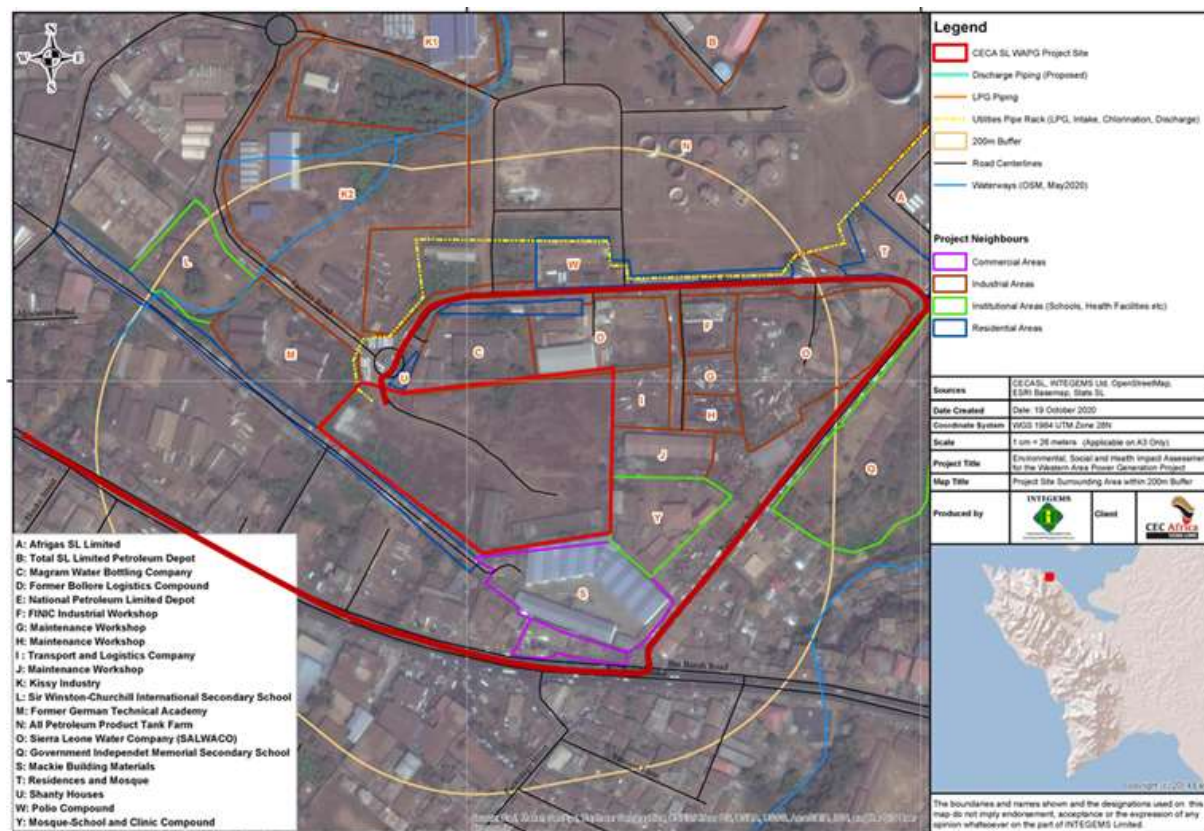 N
W
E
S
K1
B
N
K2
A
L
T
W
C
D
F
O
M
U
G
I
H
J
Q
Y
S
Bai Bureh Road
A: Afrigas SL Limited
B: Total SL Limited Petroleum Depot
C: Magram Water Bottling Company
D: Former Bollore Logistics Compound
E: National Petroleum Limited Depot
F: FINIC Industrial Workshop
G: Maintenance Workshop
H: Maintenance Workshop
I : Transport and Logistics Company
J: Maintenance Workshop
K: Kissy Industry
L: Sir Winston-Churchill International Secondary School
M: Former German Technical Academy
N: All Petroleum Product Tank Farm
O: Sierra Leone Water Company (SALWACO)
Q: Government Independet Memorial Secondary School
S: Mackie Building Materials
T: Residences and Mosque
U: Shanty Houses
W: Polio Compound
Y: Mosque-School and Clinic Compound
Legend
CECA SL WAPG Project Site
Discharge Piping (Proposed)
LPG Piping
Utilities Pipe Rack (LPG, Intake, Chlorination, Discharge)
200m Buffer
Road Centerlines
Waterways (OSM, May2020)
Project Neighbours
Commercial Areas
Industrial Areas
Institutional Areas (Schools, Health Facilities etc)
Residential Areas
Sources
CECASL, INTEGEMS Ltd, OpenStreetMap,
ESRI Basemap, Stats SL
Date Created
Date: 19 October 2020
Coordinate System
WGS 1984 UTM Zone 28N
Scale
1 cm = 26 meters (Applicable on A3 Only)
Project Title
Environmental, Social and Health Impact Assessment
for the Western Area Power Generation Project
Map Title
Project Site Surrounding Area within 200m Buffer
Produced by
INTEGEMS
Client
CEC Africa
The boundaries and names shown and the designations used on this
map do not imply endorsement, acceptance or the expression of any
opinion whatsoever on the part of INTEGEMS Limited.